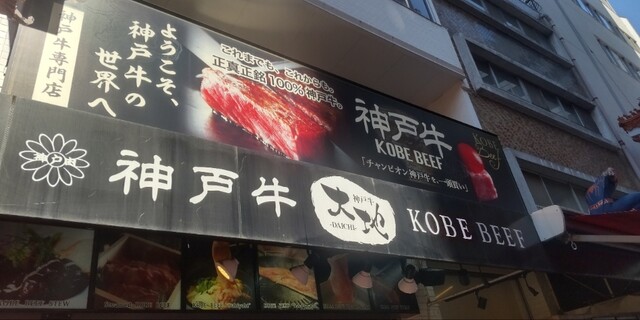 神戸牛専門店
ようこそ、
神戸牛の
世界へ
これまでも、これからも。
正真正銘100%神戸牛。
神戸牛
KOBE BEEF
「チャンピオン神戸牛を、一頭買い」
神戸牛
神戸牛
大地
-DAICHI-
KOBE BEEF